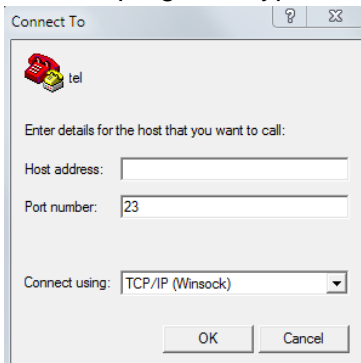 Connect To
tel
Enter details for the host that you want to call:
Host address:
Port number: 23
Connect using: TCP/IP (Winsock)
OK Cancel